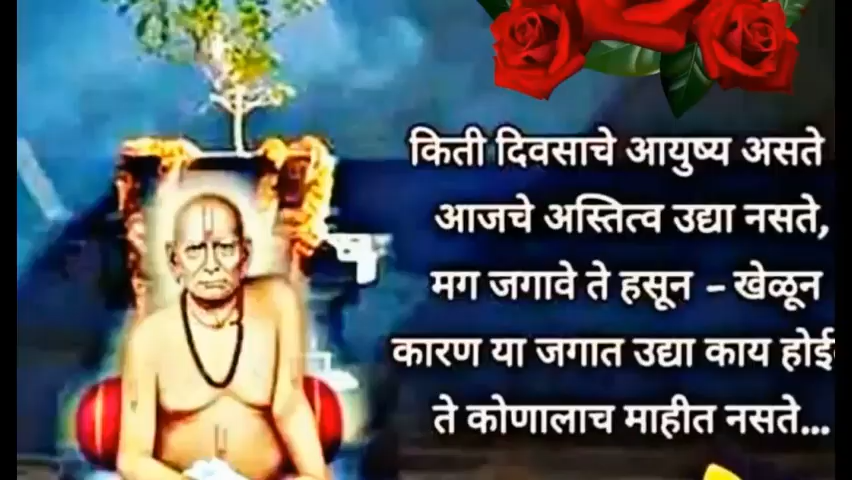 किती दिवसाचे आयुष्य असते
आजचे अस्तित्व उद्या नसते,
मग जगावे ते हसून - खेळून
कारण या जगात उद्या काय
ते कोणालाच माहीत नसते...